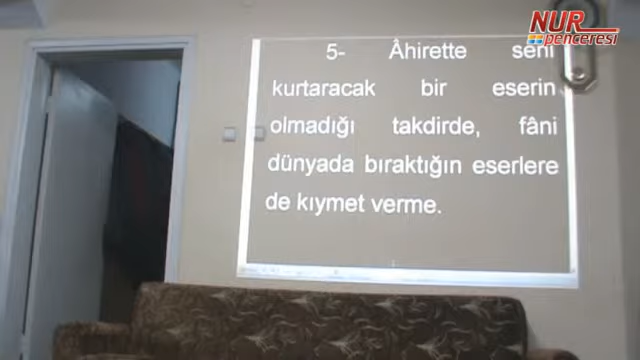 NUR
penceresi
5- Âhirette seni
kurtaracak bir eserin
olmadığı takdirde, fâni
dünyada bıraktığın eserlere
de kıymet verme.